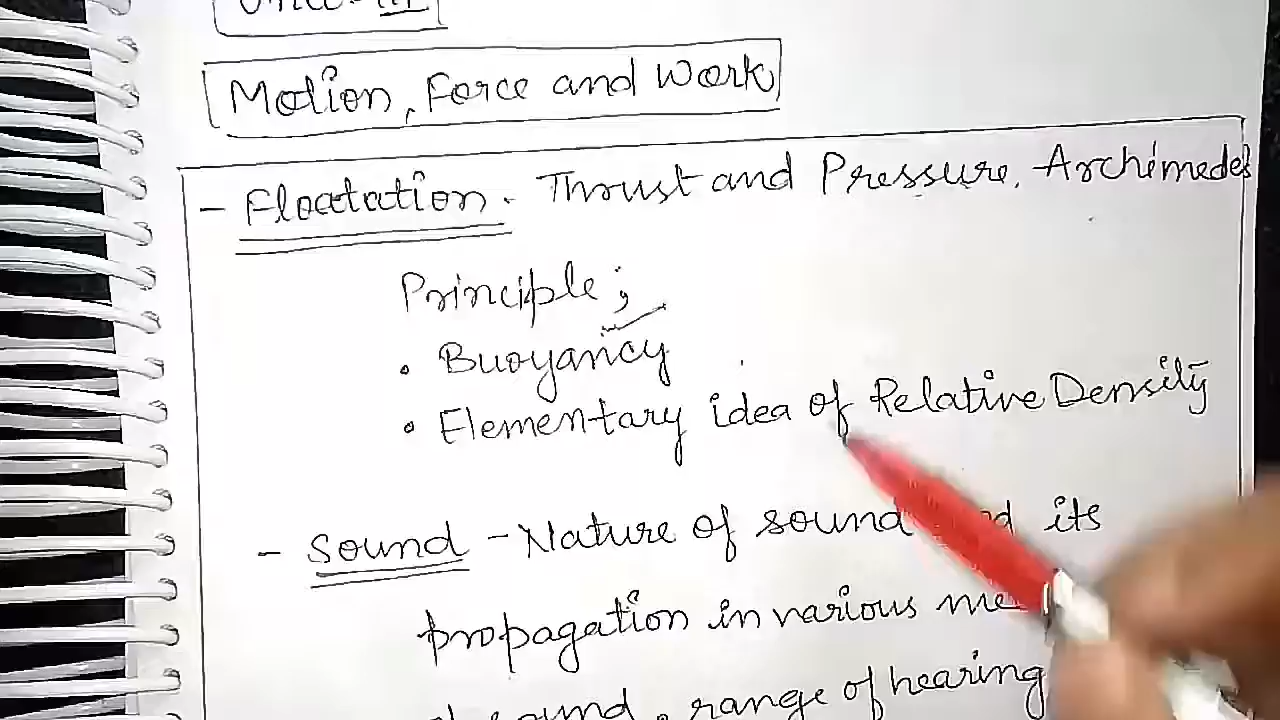 Motion, Force and Work
- Floatation. Thrust and Pressure. Archimedes
Principle ;
• Buoyancy
• Elementary idea of Relative Density
- Sound - Nature of sound its
propagation in various
range of hearing